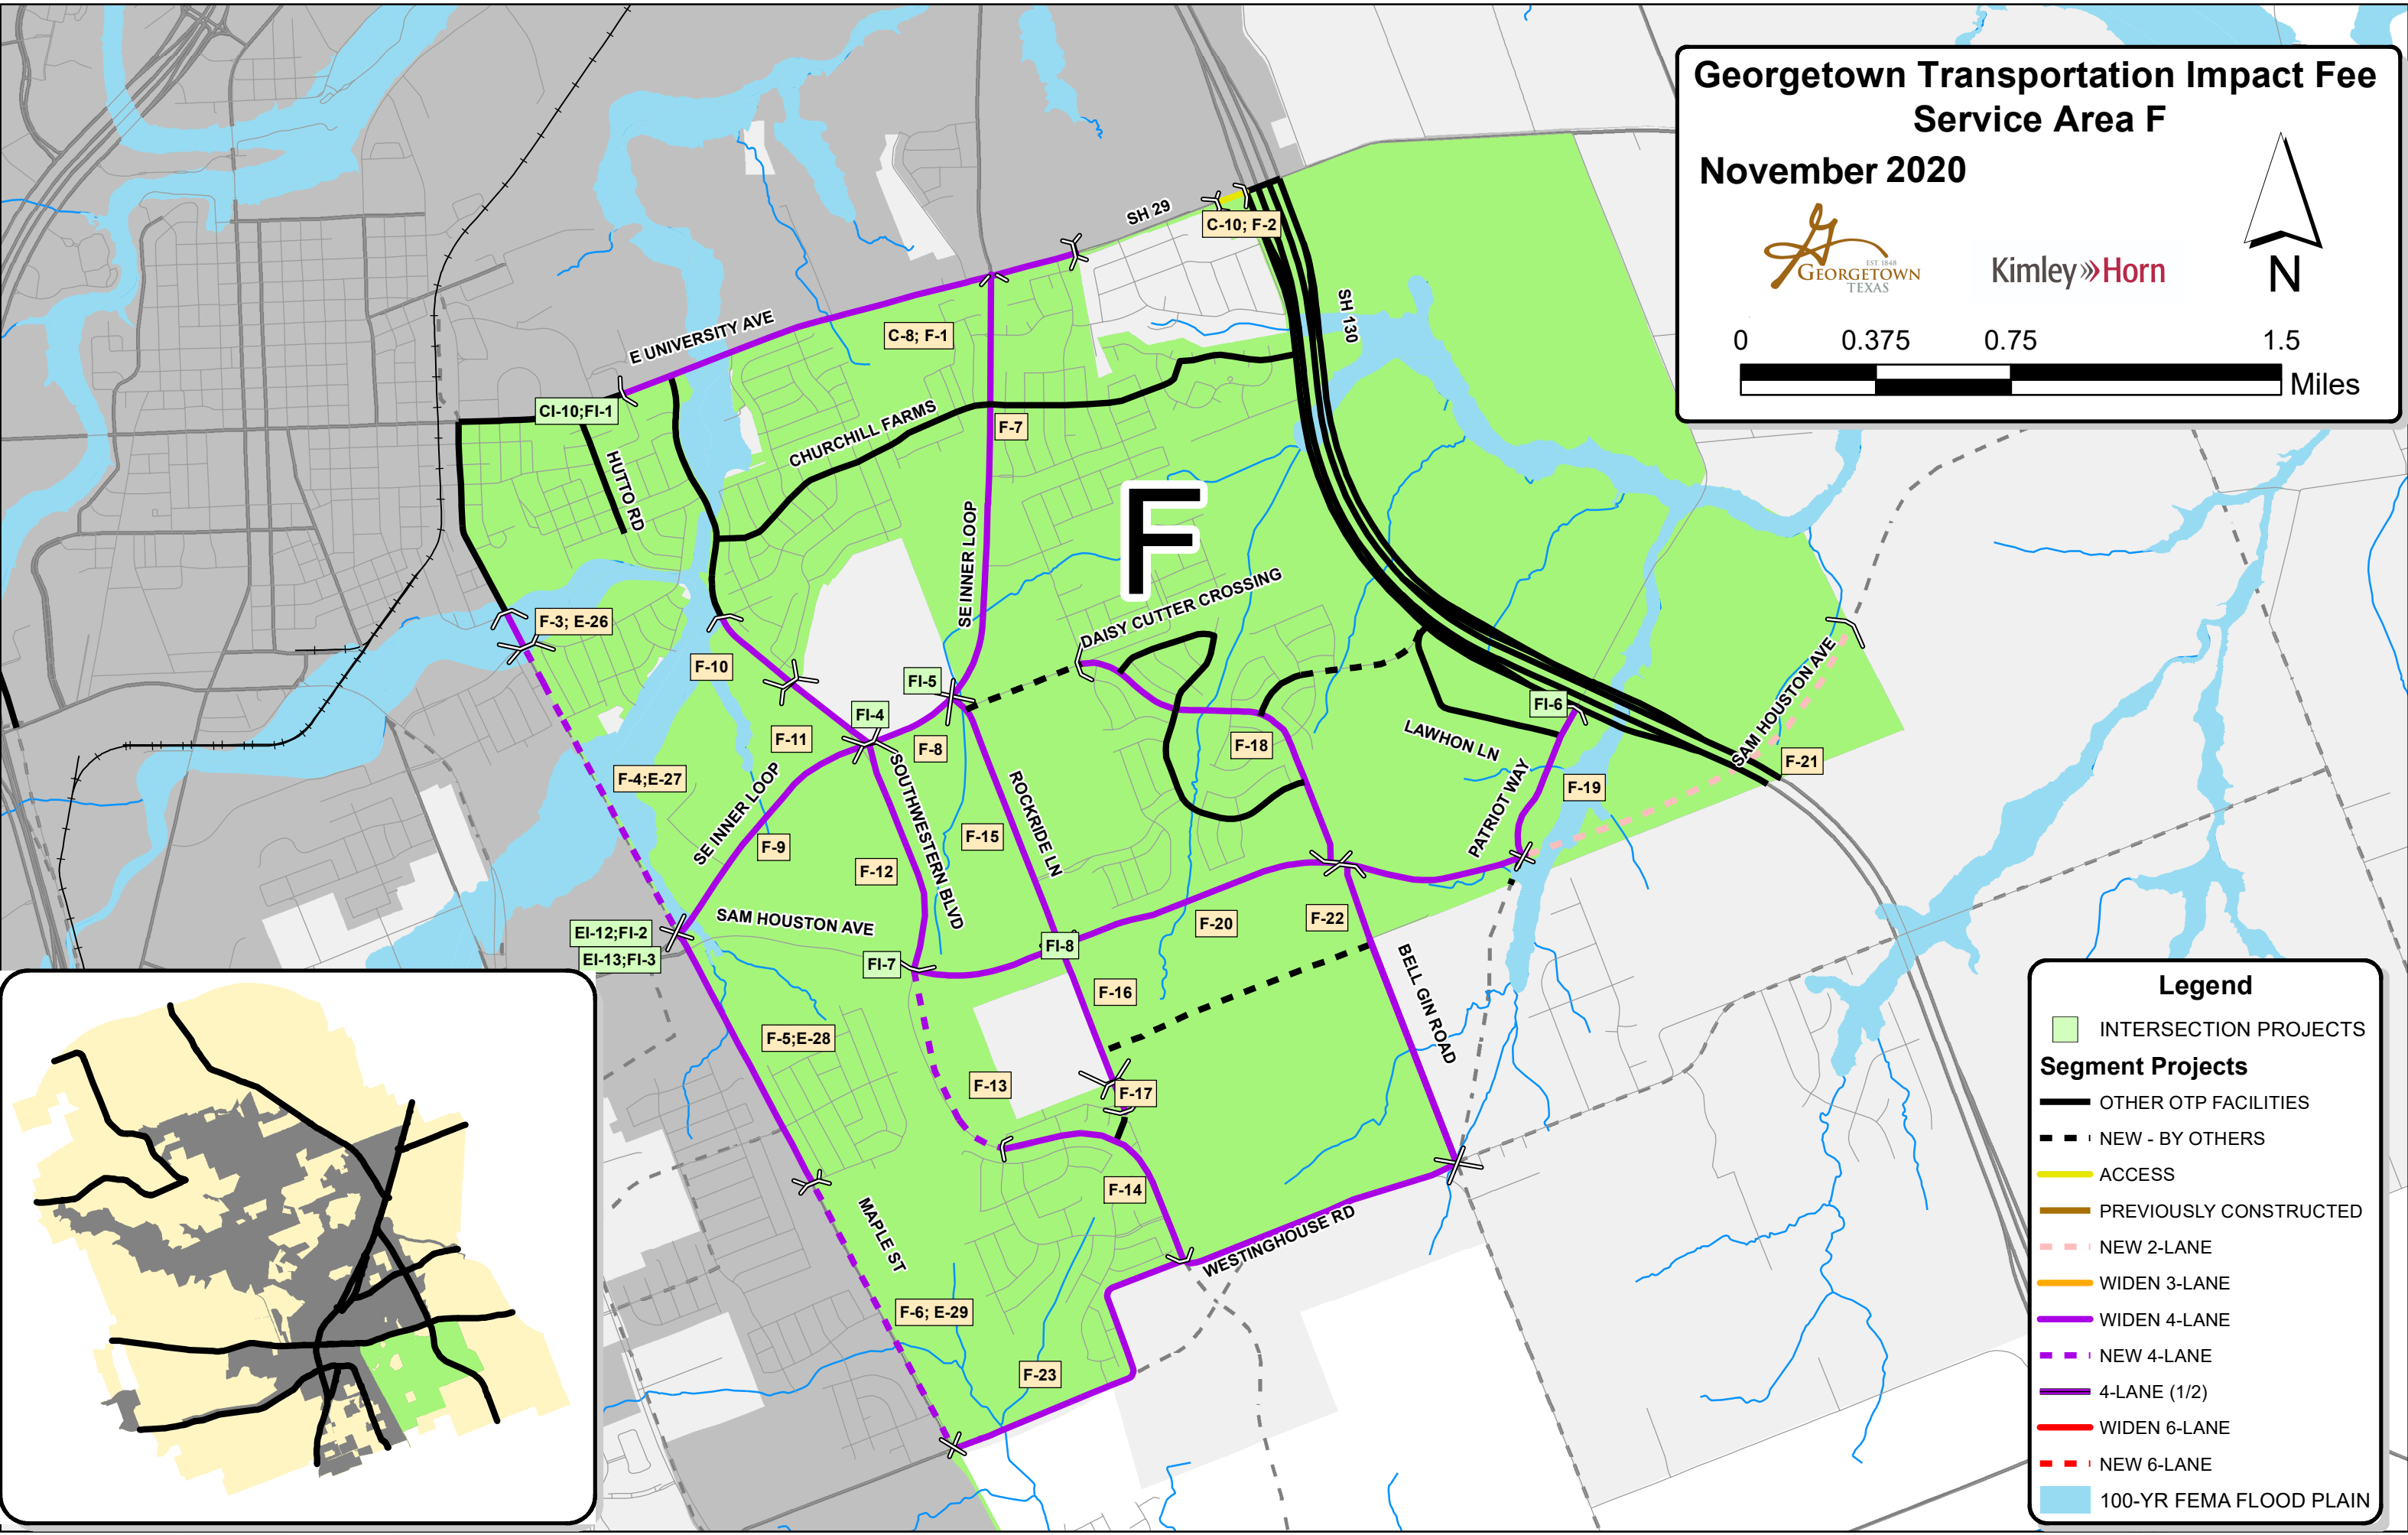 Georgetown Transportation Impact Fee
Service Area F
November 2020
EST. 1848
GEORGETOWN
TEXAS
Kimley»Horn
N
0 0.375 0.75 1.5
Miles
SH 29
C-10; F-2
SH 130
E UNIVERSITY AVE
C-8; F-1
CI-10;FI-1
CHURCHILL FARMS
F-7
HUTTO RD
SE INNER LOOP
F
DAISY CUTTER CROSSING
F-3; E-26
F-10
FI-5
FI-4
FI-6
SAM HOUSTON AVE
F-11
F-8
F-18
LAWHON LN
F-21
F-4;E-27
SE INNER LOOP
SOUTHWESTERN BLVD
ROCKRIDE LN
PATRIOT WAY
F-19
F-15
F-9
F-12
SAM HOUSTON AVE
F-20
F-22
EI-12;FI-2
EI-13;FI-3
FI-7
FI-8
BELL GIN ROAD
F-16
F-5;E-28
F-13
F-17
F-14
MAPLE ST
WESTINGHOUSE RD
F-6; E-29
F-23
Legend
INTERSECTION PROJECTS
Segment Projects
OTHER OTP FACILITIES
NEW - BY OTHERS
ACCESS
PREVIOUSLY CONSTRUCTED
NEW 2-LANE
WIDEN 3-LANE
WIDEN 4-LANE
NEW 4-LANE
4-LANE (1/2)
WIDEN 6-LANE
NEW 6-LANE
100-YR FEMA FLOOD PLAIN